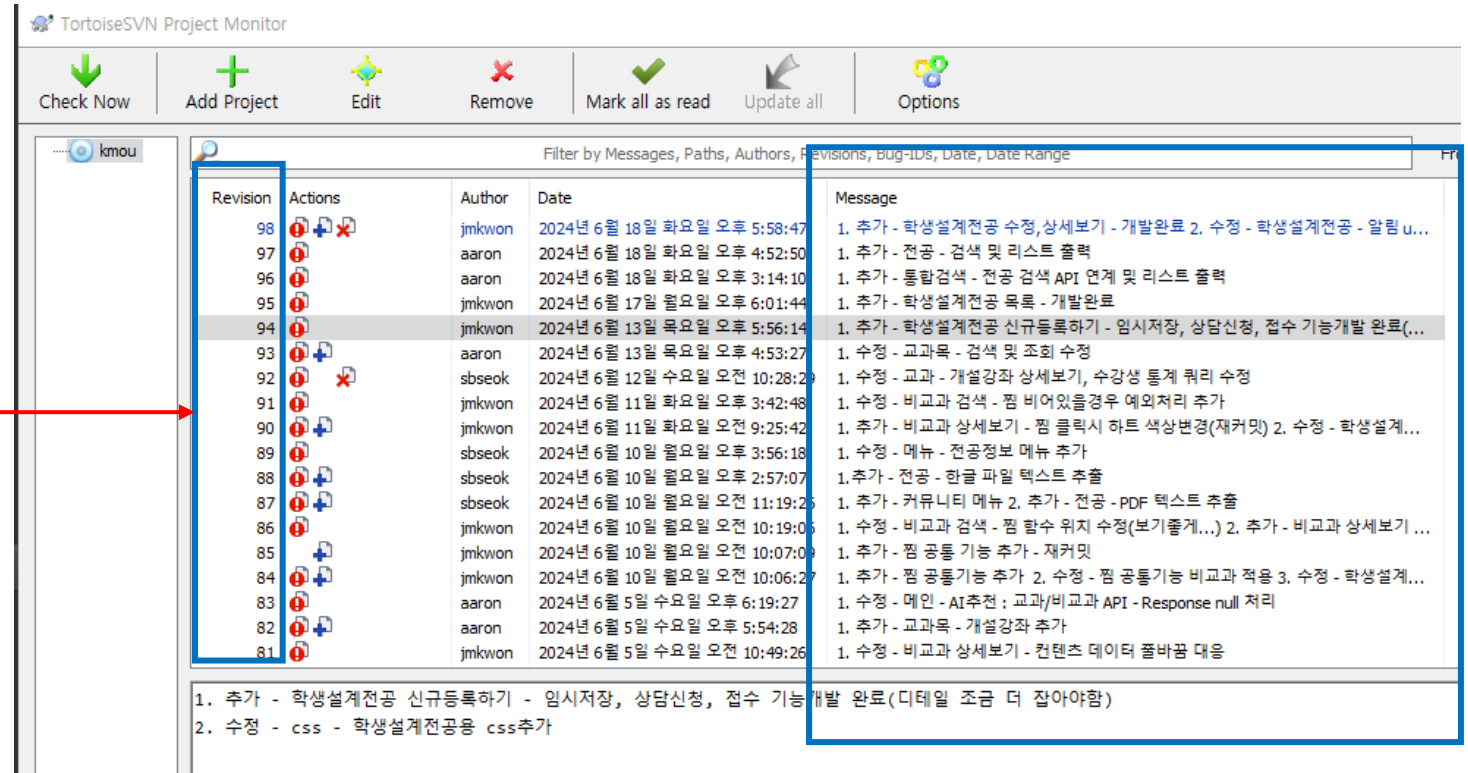 TortoiseSVN Project Monitor
Check Now Add Project Edit Remove Mark all as read Update all Options
kmou
Filter by Messages, Paths, Authors, Revisions, Bug-IDs, Date, Date Range
Revision Actions Author Date Message
98 jmkwon 2024년 6월 18일 화요일 오후 5:58:47 1. 추가 - 학생설계전공 수정,상세보기 - 개발완료 2. 수정 - 학생설계전공 - 알림 u...
97 aaron 2024년 6월 18일 화요일 오후 4:52:50 1. 추가 - 전공 - 검색 및 리스트 출력
96 aaron 2024년 6월 18일 화요일 오후 3:14:10 1. 추가 - 통합검색 - 전공 검색 API 연계 및 리스트 출력
95 jmkwon 2024년 6월 17일 월요일 오후 6:01:44 1. 추가 - 학생설계전공 목록 - 개발완료
94 jmkwon 2024년 6월 13일 목요일 오후 5:56:14 1. 추가 - 학생설계전공 신규등록하기 - 임시저장, 상담신청, 접수 기능개발 완료(...
93 aaron 2024년 6월 13일 목요일 오후 4:53:27 1. 수정 - 교과목 - 검색 및 조회 수정
92 sbseok 2024년 6월 12일 수요일 오전 10:28:29 1. 수정 - 교과 - 개설강좌 상세보기, 수강생 통계 쿼리 수정
91 jmkwon 2024년 6월 11일 화요일 오후 3:42:48 1. 수정 - 비교과 검색 - 찜 비어있을경우 예외처리 추가
90 jmkwon 2024년 6월 11일 화요일 오전 9:25:42 1. 추가 - 비교과 상세보기 - 찜 클릭시 하트 색상변경(재커밋) 2. 수정 - 학생설계...
89 sbseok 2024년 6월 10일 월요일 오후 3:56:18 1. 수정 - 메뉴 - 전공정보 메뉴 추가
88 sbseok 2024년 6월 10일 월요일 오후 2:57:07 1.추가 - 전공 - 한글 파일 텍스트 추출
87 sbseok 2024년 6월 10일 월요일 오전 11:19:26 1. 추가 - 커뮤니티 메뉴 2. 추가 - 전공 - PDF 텍스트 추출
86 jmkwon 2024년 6월 10일 월요일 오전 10:19:06 1. 수정 - 비교과 검색 - 찜 함수 위치 수정(보기좋게...) 2. 추가 - 비교과 상세보기 ...
85 jmkwon 2024년 6월 10일 월요일 오전 10:07:09 1. 추가 - 찜 공통 기능 추가 - 재커밋
84 jmkwon 2024년 6월 10일 월요일 오전 10:06:27 1. 추가 - 찜 공통기능 추가 2. 수정 - 찜 공통기능 비교과 적용 3. 수정 - 학생설계...
83 aaron 2024년 6월 5일 수요일 오후 6:19:27 1. 수정 - 메인 - AI추천 : 교과/비교과 API - Response null 처리
82 aaron 2024년 6월 5일 수요일 오후 5:54:28 1. 추가 - 교과목 - 개설강좌 추가
81 jmkwon 2024년 6월 5일 수요일 오전 10:49:26 1. 수정 - 비교과 상세보기 - 컨텐츠 데이터 풀바꿈 대응
1. 추가 - 학생설계전공 신규등록하기 - 임시저장, 상담신청, 접수 기능개발 완료(디테일 조금 더 잡아야함)
2. 수정 - css - 학생설계전공용 css추가